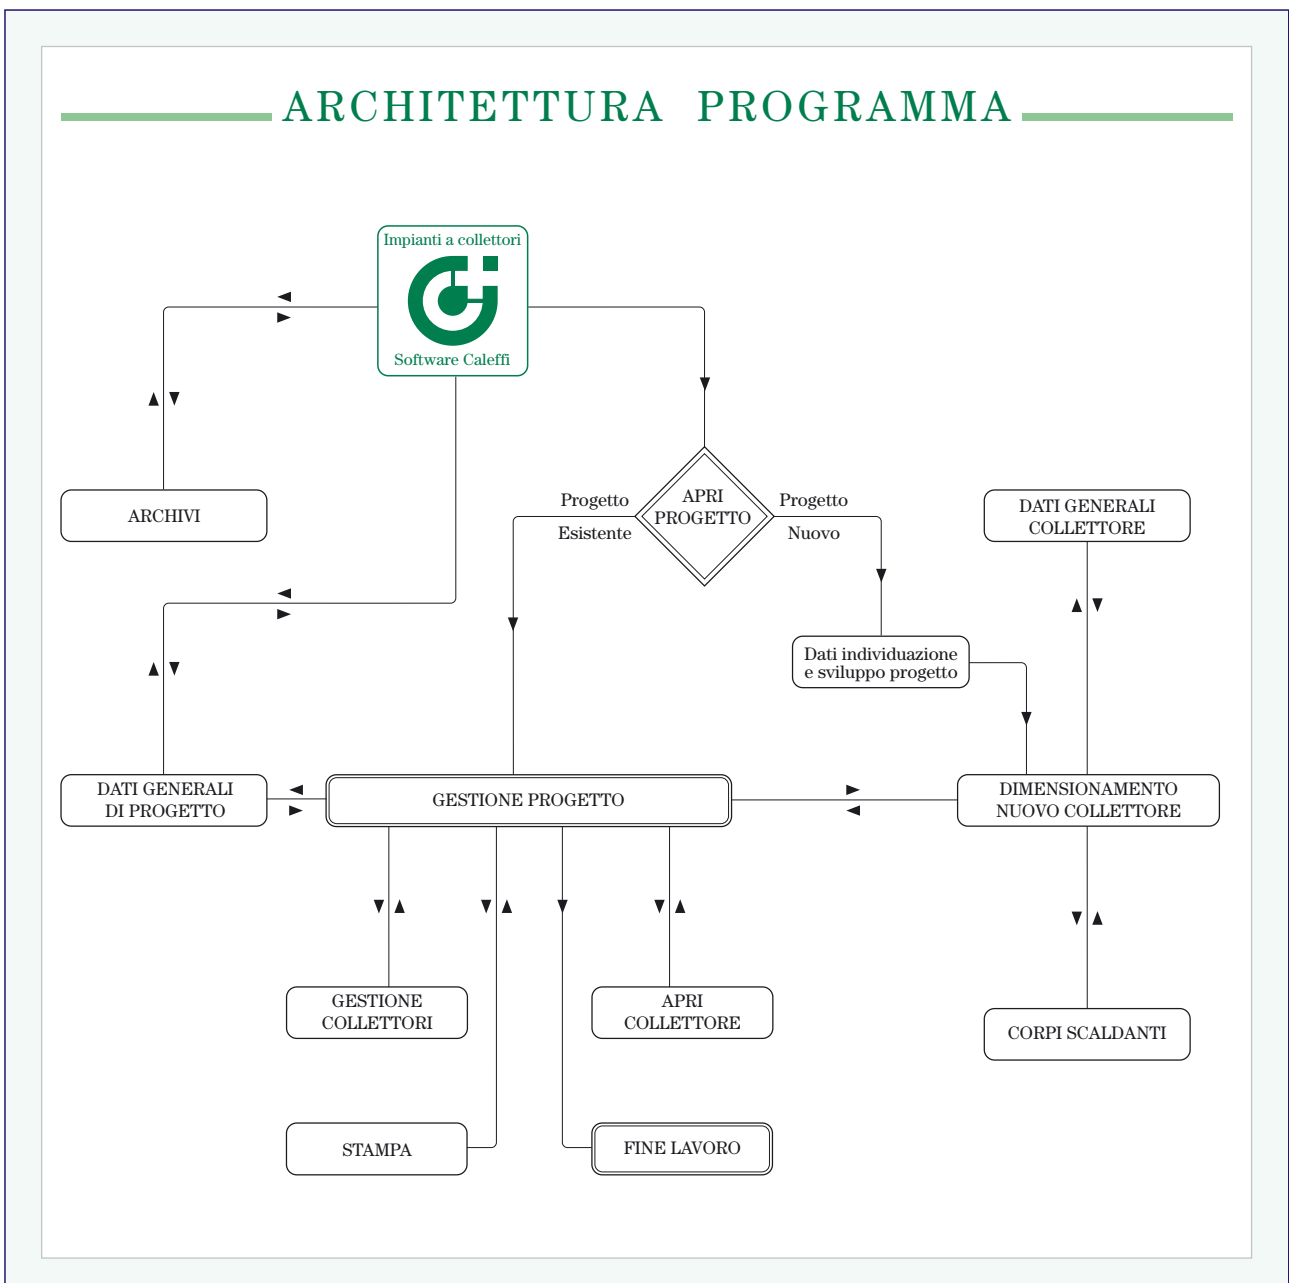 ARCHITETTURA PROGRAMMA
Impianti a collettori
Software Caleffi
ARCHIVI
Progetto
Esistente
APRI
PROGETTO
Progetto
Nuovo
DATI GENERALI
COLLETTORE
Dati individuazione
e sviluppo progetto
DATI GENERALI
DI PROGETTO
GESTIONE PROGETTO
DIMENSIONAMENTO
NUOVO COLLETTORE
GESTIONE
COLLETTORI
APRI
COLLETTORE
CORPI SCALDANTI
STAMPA
FINE LAVORO